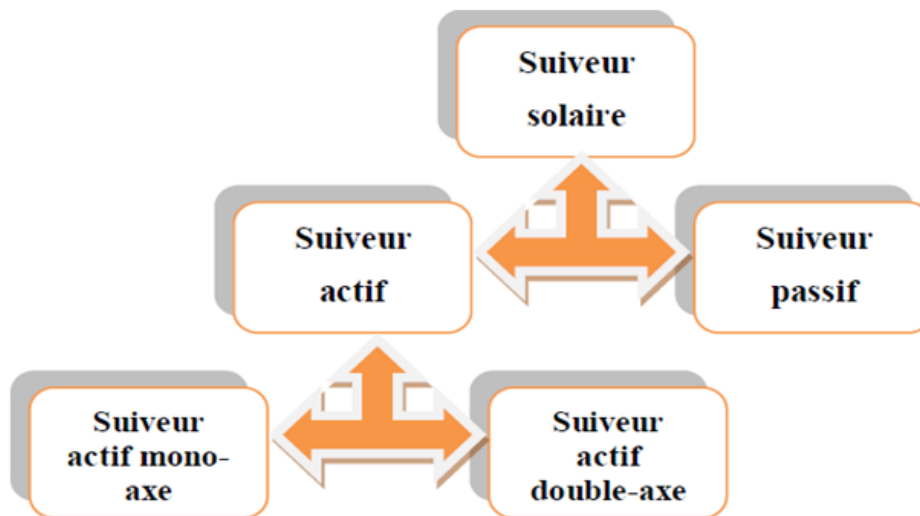 Suiveur
solaire
Suiveur
actif
Suiveur
passif
Suiveur
actif mono-
axe
Suiveur
actif
double-axe